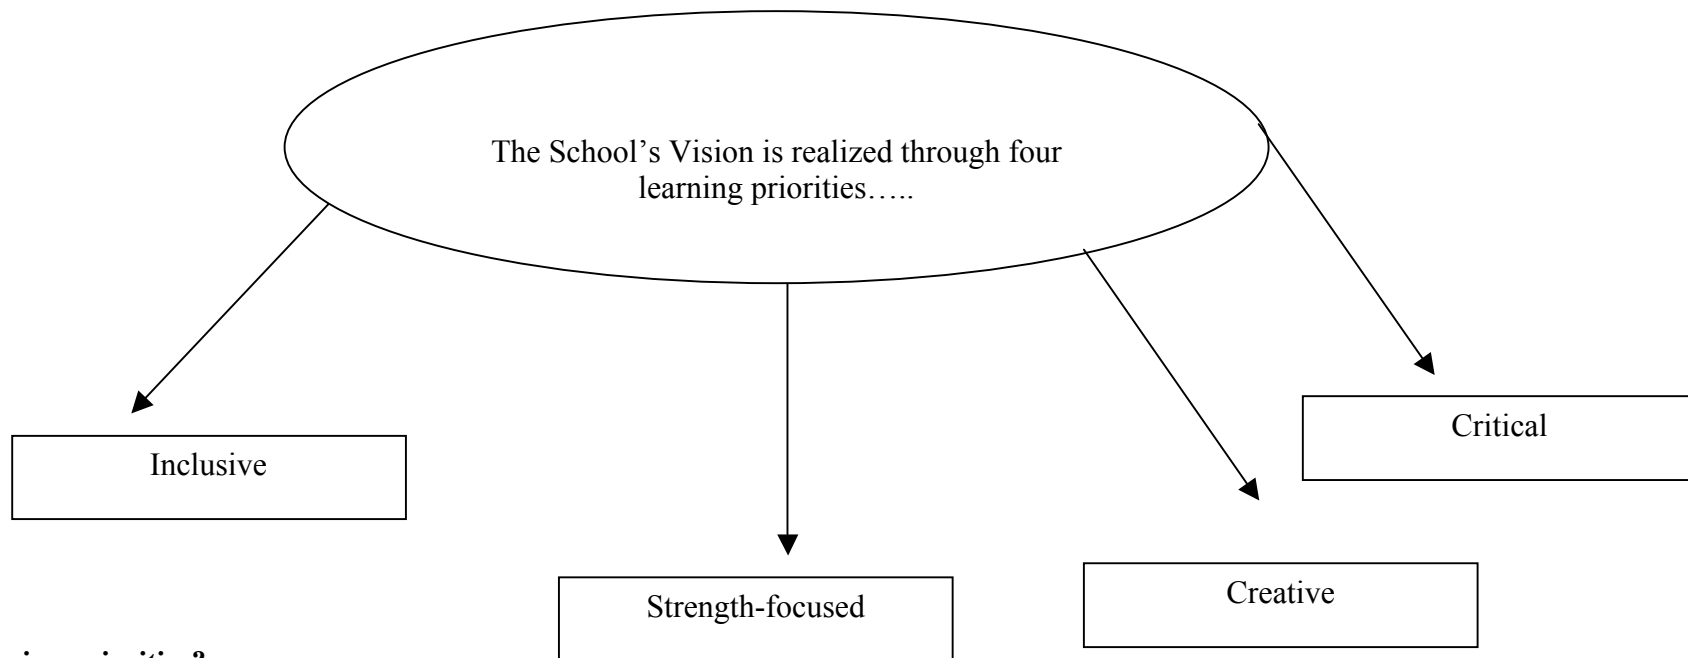 The School’s Vision is realized through four
learning priorities…..
Critical
Inclusive
Creative
Strength-focused